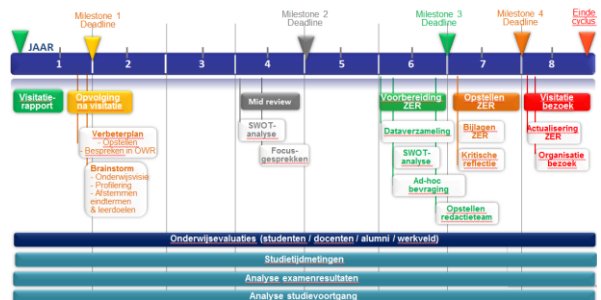 Milestone 1
Deadline
Milestone 2
Deadline
Milestone 3
Deadline
Milestone 4
Deadline
Einde
cyclus
JAAR
1
2
3
4
5
6
7
8
Visitatie-
rapport
Opvolging
na visitatie
Mid review
Voorbereiding
ZER
Opstellen
ZER
Visitatie
bezoek
Verbeterplan
- Opstellen
- Bespreken in OWR
Brainstorm
- Onderwijsvisie
- Profilering
- Afstemmen
eindtermen
& leerdoelen
SWOT-
analyse
Focus-
gesprekken
Dataverzameling
SWOT-
analyse
Ad-hoc
bevraging
Opstellen
redactieteam
Bijlagen
ZER
Kritische
reflectie
Actualisering
ZER
Organisatie
bezoek
Onderwijsevaluaties (studenten / docenten / alumni / werkveld)
Studietijdmetingen
Analyse examenresultaten
Analyse studievoortgang